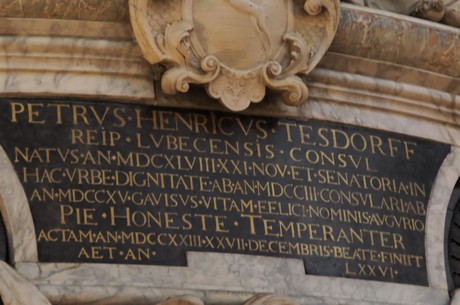 PETRVS·HENRICVS·TESDORFF
REIP·LVBECENSIS·CONSVL
NATVS·AN·MDCXLVIII·XXI·NOV·ET·SENATORIA·IN
HAC·VRBE·DIGNITATE·AB·AN·MDCCIII·CONSVLARI·AB
AN·MDCCXV·GAVISVS·VITAM·FELICI·NOMINIS·AVGVRIO
PIE·HONESTE·TEMPERANTER
ACTAM·AN·MDCCXXIII·XXVII·DECEMBRIS·BEATE·FINIIT
AET·AN· LXXVI·